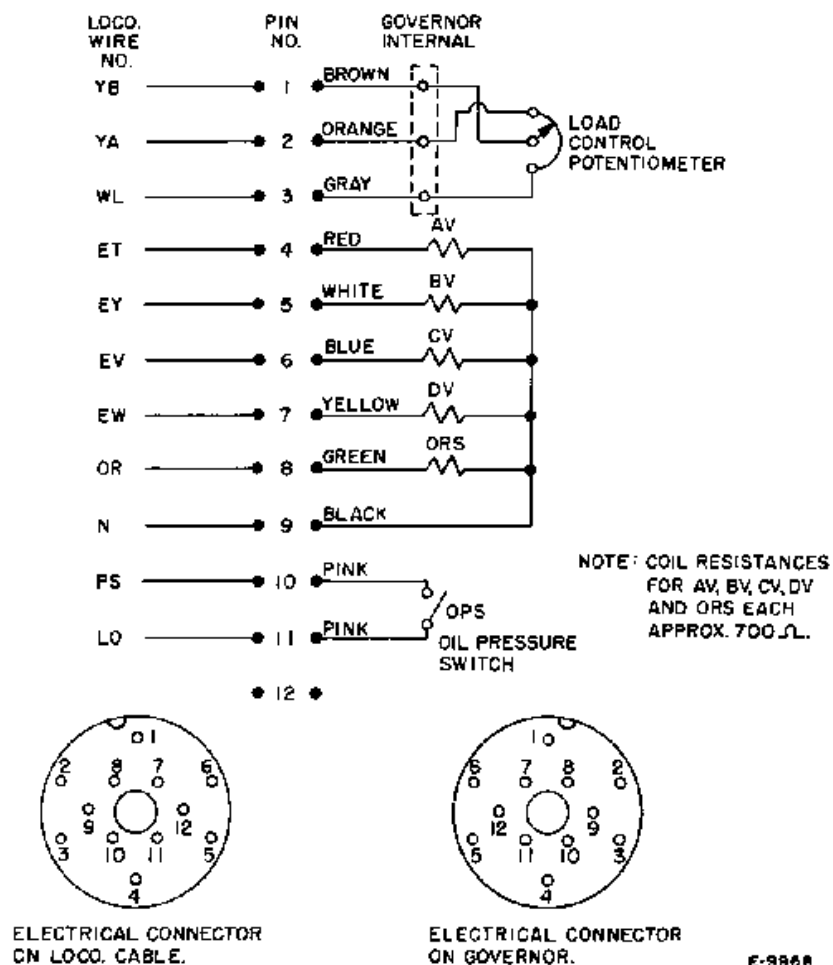 LOCO. WIRE NO.
PIN NO.
GOVERNOR INTERNAL
YB 1 BROWN
YA 2 ORANGE
LOAD CONTROL POTENTIOMETER
WL 3 GRAY
ET 4 RED AV
EY 5 WHITE BV
EV 6 BLUE CV
EW 7 YELLOW DV
OR 8 GREEN ORS
N 9 BLACK
PS 10 PINK
OPS
OIL PRESSURE
SWITCH
LO 11 PINK
12
NOTE: COIL RESISTANCES
FOR AV, BV, CV, DV
AND ORS EACH
APPROX. 700 Ω.
1
2 8 7 6
9 12
3 10 11 5
4
ELECTRICAL CONNECTOR
ON LOCO. CABLE.
1
6 7 8 2
12 9
5 11 10 3
4
ELECTRICAL CONNECTOR
ON GOVERNOR.
E-9968